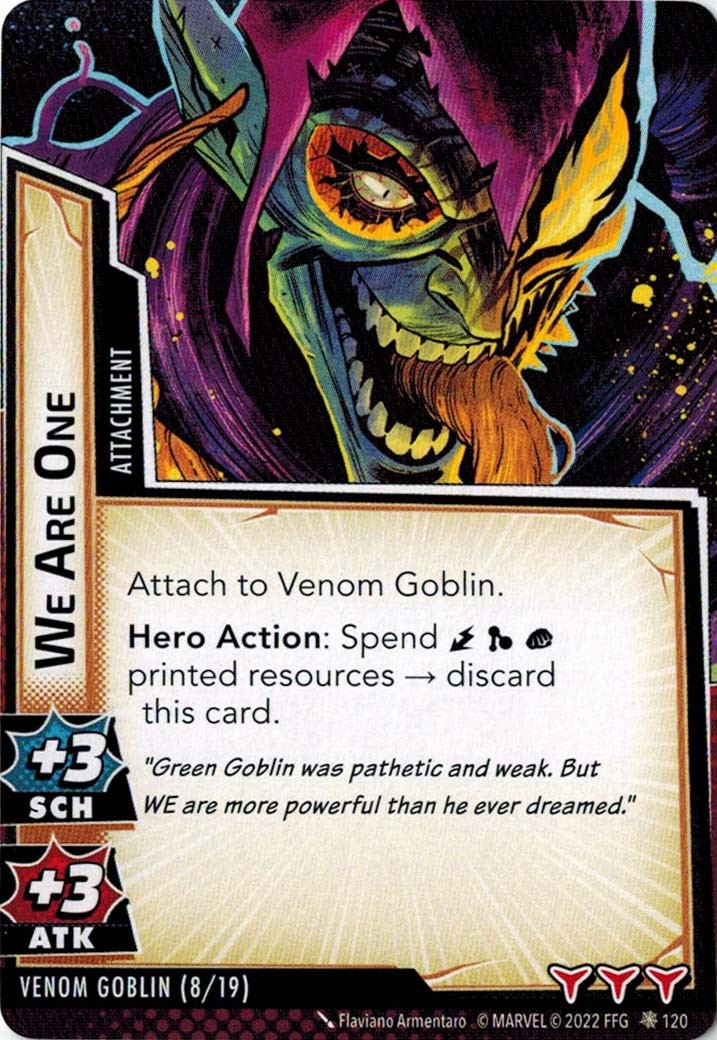 WE ARE ONE
ATTACHMENT
Attach to Venom Goblin.
Hero Action: Spend
printed resources → discard
this card.
"Green Goblin was pathetic and weak. But
WE are more powerful than he ever dreamed."
+3
SCH
+3
ATK
VENOM GOBLIN (8/19)
Flaviano Armentaro © MARVEL © 2022 FFG 120